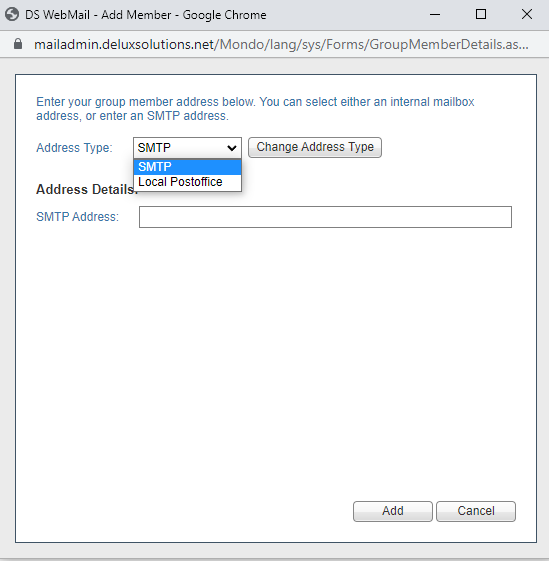 DS WebMail - Add Member - Google Chrome
mailadmin.deluxsolutions.net/Mondo/lang/sys/Forms/GroupMemberDetails.as...
Enter your group member address below. You can select either an internal mailbox
address, or enter an SMTP address.
Address Type: SMTP Change Address Type
SMTP
Local Postoffice
Address Details:
SMTP Address:
Add Cancel